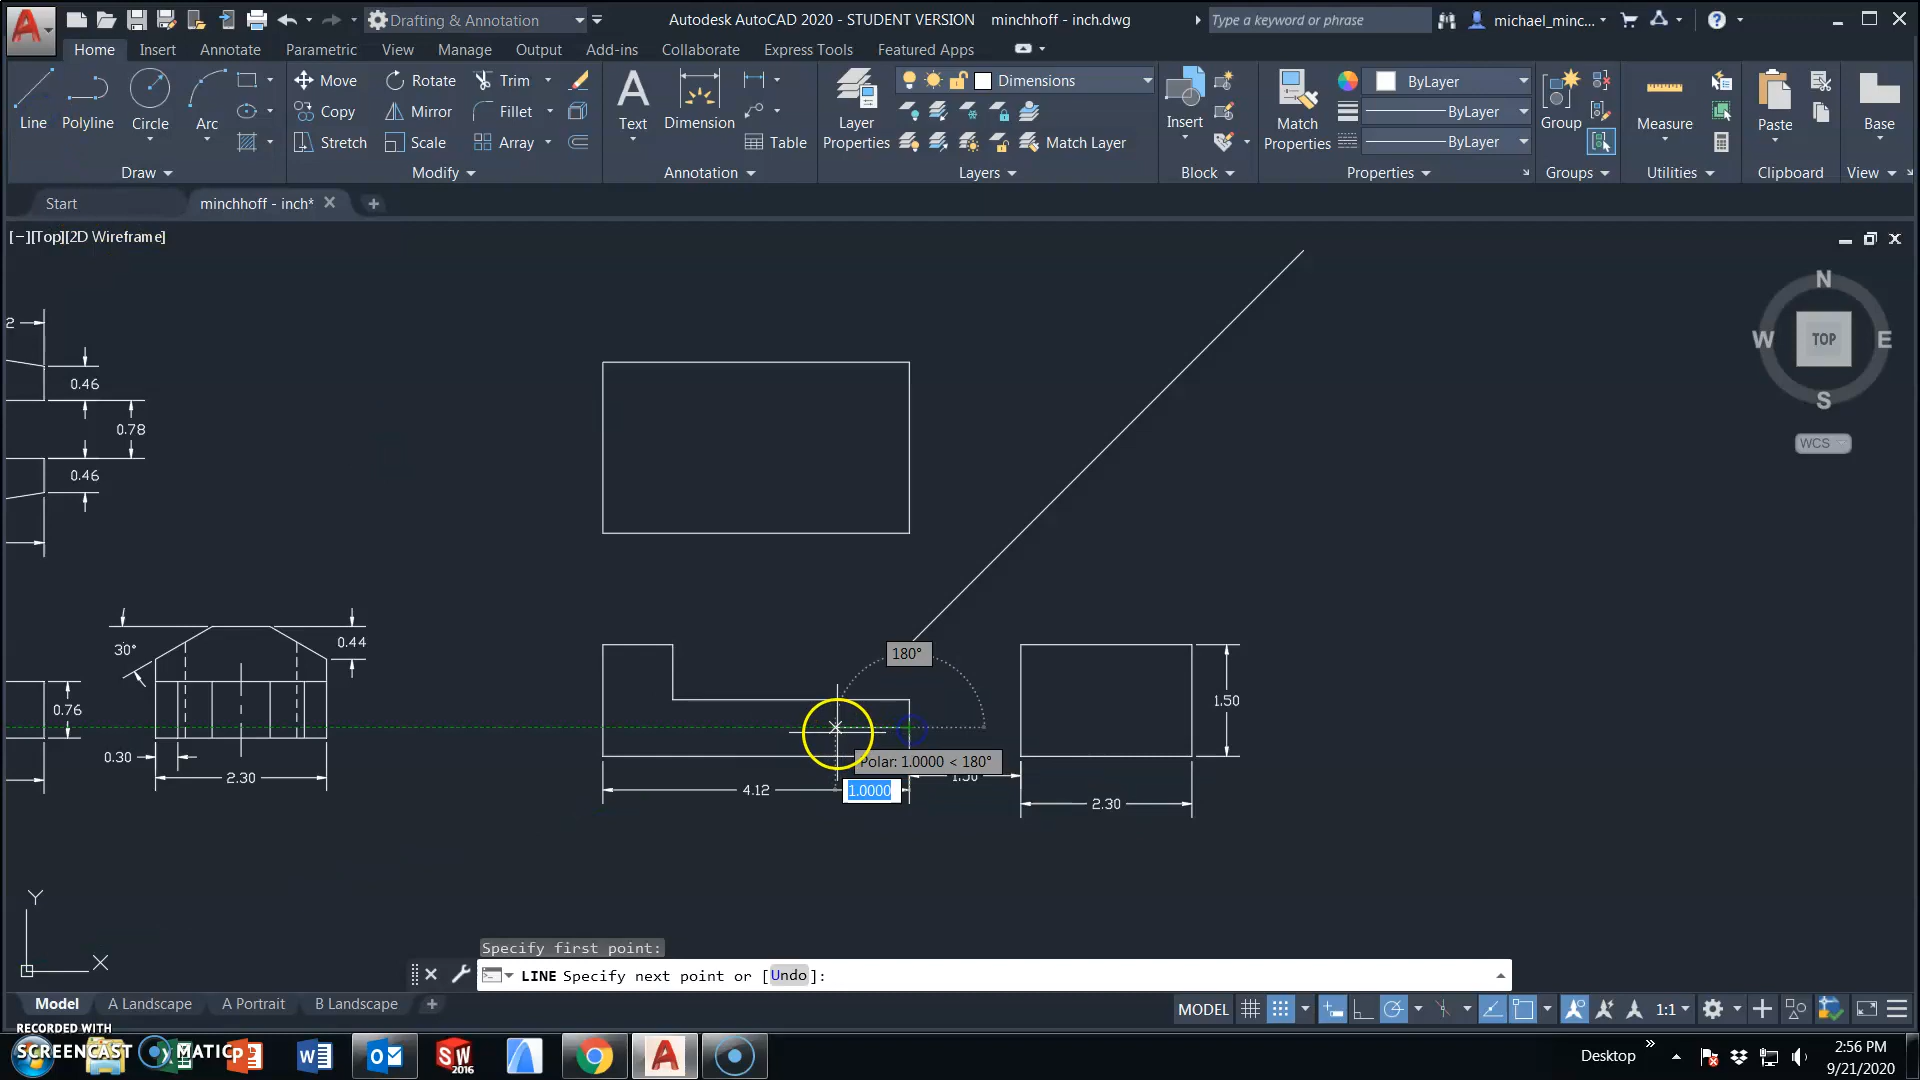 Drafting & Annotation
Autodesk AutoCAD 2020 - STUDENT VERSION minchhoff - inch.dwg
Type a keyword or phrase
michael_minc...
Home Insert Annotate Parametric View Manage Output Add-ins Collaborate Express Tools Featured Apps
Line Polyline Circle Arc
Move Rotate Trim
Copy Mirror Fillet
Stretch Scale Array
Text Dimension Table
Layer Properties
Dimensions
Match Layer
Insert
Match Properties
ByLayer
ByLayer
ByLayer
Group Measure Paste Base
Draw Modify Annotation Layers Block Properties Groups Utilities Clipboard View
Start minchhoff - inch*
[−][Top][2D Wireframe]
N
W TOP E
S
WCS
2
0.46
0.78
0.46
30°
0.44
0.76
0.30
2.30
180°
1.50
Polar: 1.0000 < 180°
1.50
4.12
1.0000
2.30
Y
X
Specify first point:
LINE Specify next point or [Undo]:
Model A Landscape A Portrait B Landscape
MODEL 1:1
RECORDED WITH
SCREENCAST MATIC
SW 2016
Desktop
2:56 PM
9/21/2020